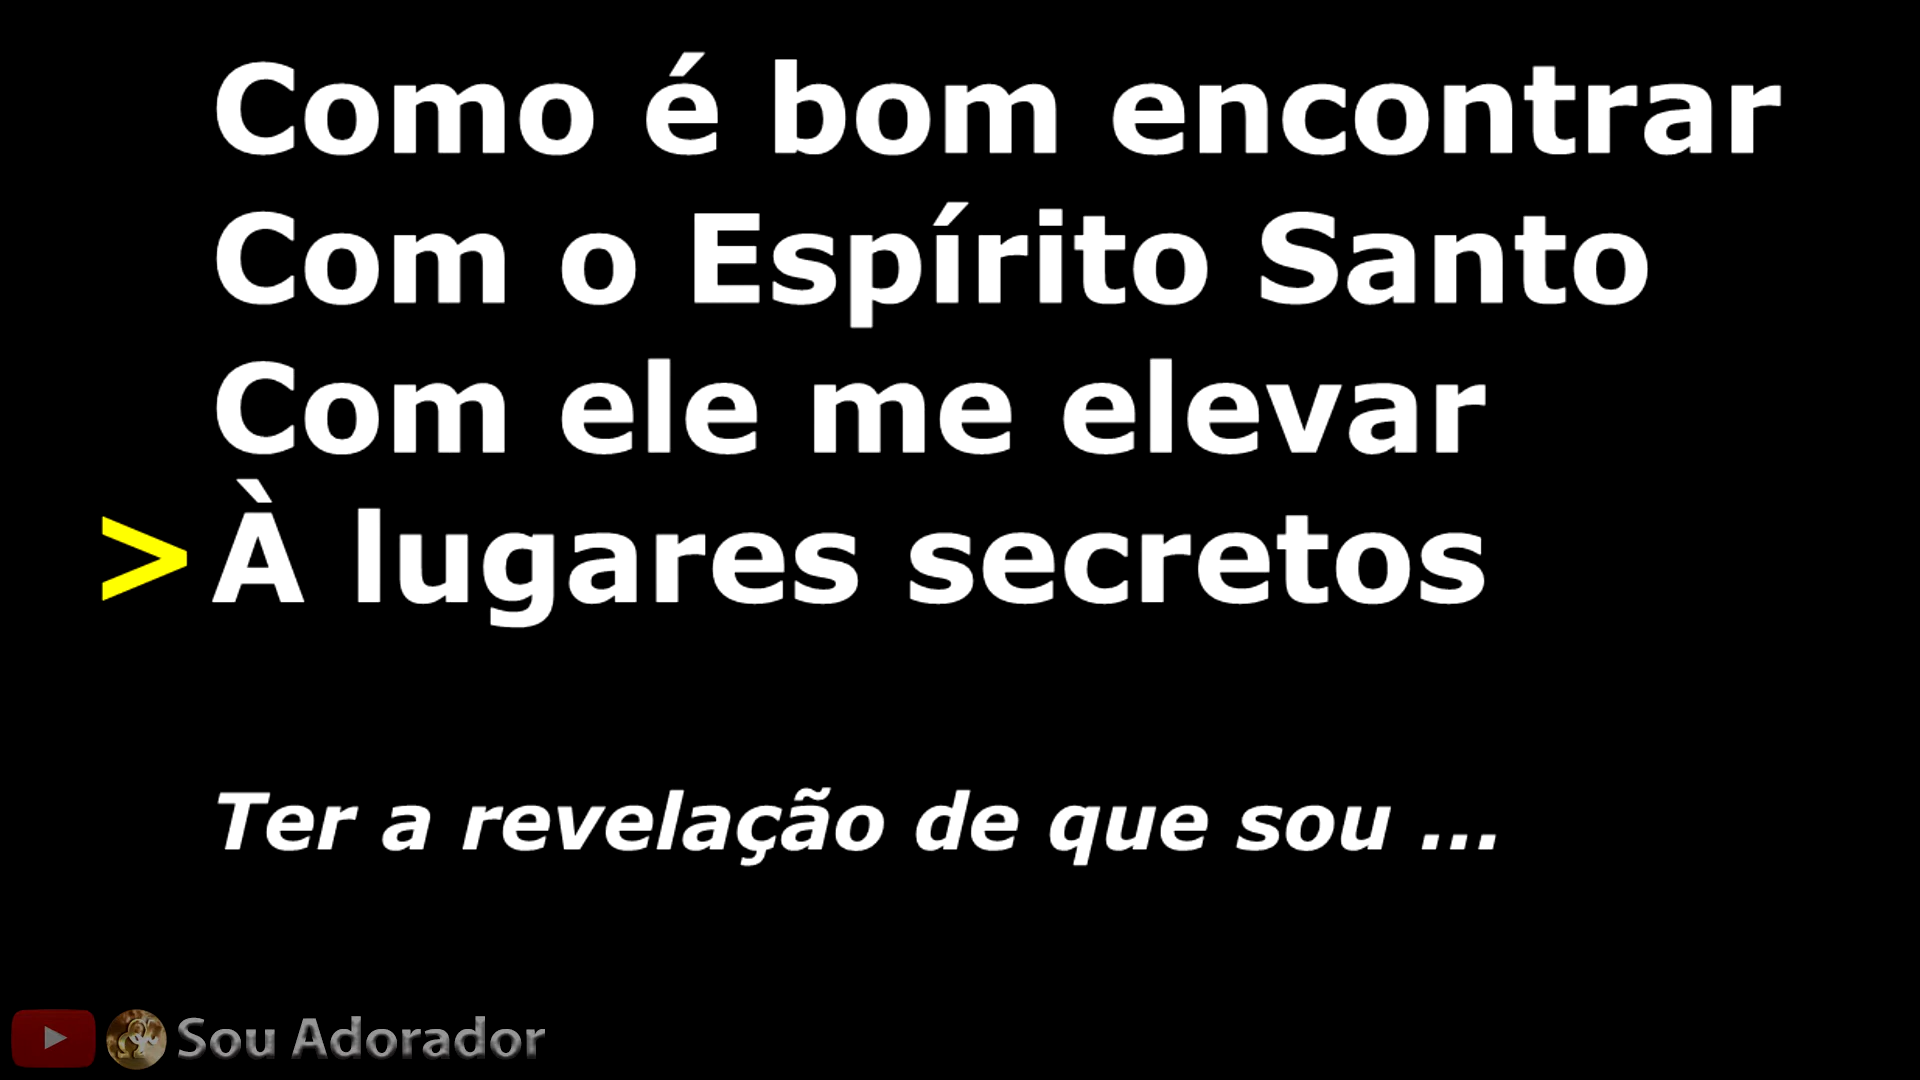 Como é bom encontrar
Com o Espírito Santo
Com ele me elevar
>À lugares secretos
Ter a revelação de que sou ...
Sou Adorador